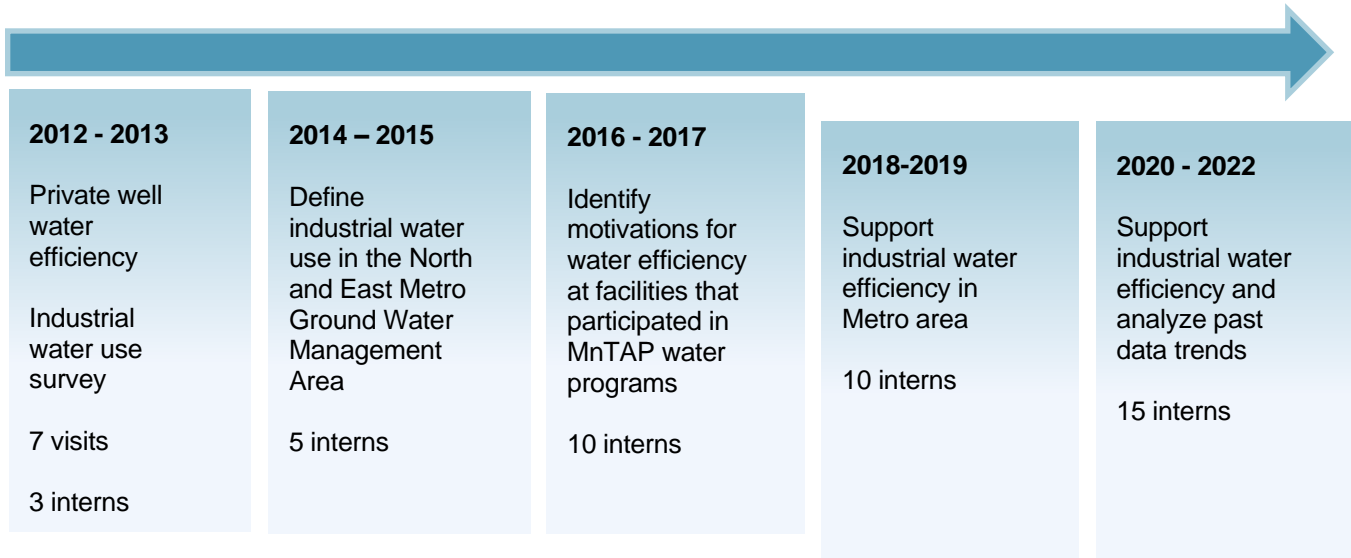 2012 - 2013
Private well
water
efficiency
Industrial
water use
survey
7 visits
3 interns
2014 – 2015
Define
industrial water
use in the North
and East Metro
Ground Water
Management
Area
5 interns
2016 - 2017
Identify
motivations for
water efficiency
at facilities that
participated in
MnTAP water
programs
10 interns
2018-2019
Support
industrial water
efficiency in
Metro area
10 interns
2020 - 2022
Support
industrial water
efficiency and
analyze past
data trends
15 interns